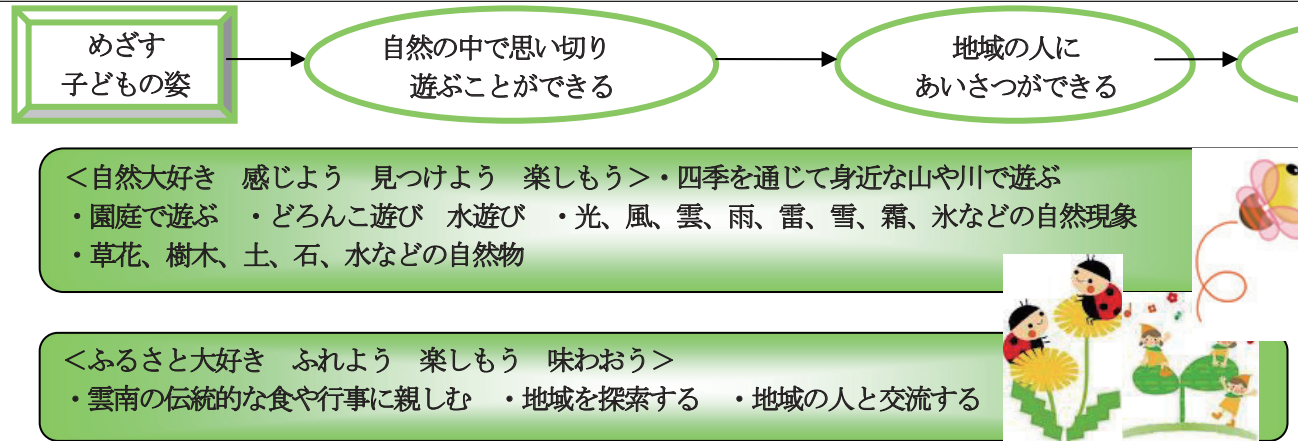 めざす
子どもの姿
自然の中で思い切り
遊ぶことができる
地域の人に
あいさつができる
＜自然大好き　感じよう　見つけよう　楽しもう＞・四季を通じて身近な山や川で遊ぶ
・園庭で遊ぶ　・どろんこ遊び　水遊び　・光、風、雲、雨、雷、雪、霜、氷などの自然現象
・草花、樹木、土、石、水などの自然物
＜ふるさと大好き　ふれよう　楽しもう　味わおう＞
・雲南の伝統的な食や行事に親しむ　・地域を探索する　・地域の人と交流する